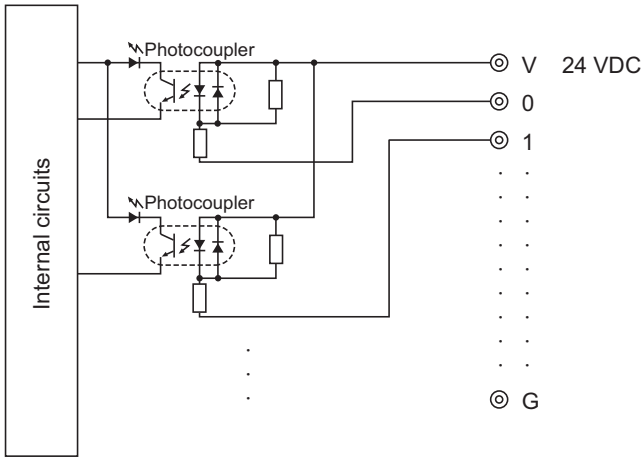 Photocoupler
V 24 VDC
0
1
Photocoupler
Internal circuits
G